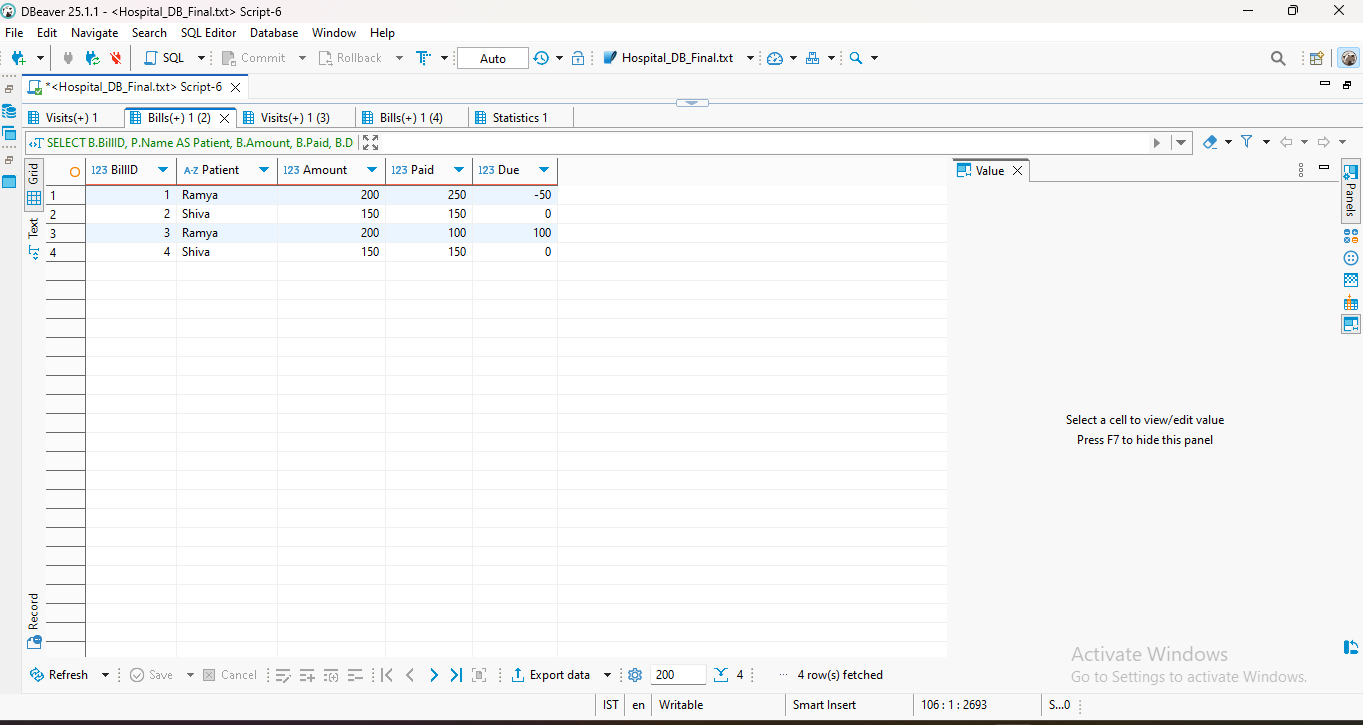 DBeaver 25.1.1 - <Hospital_DB_Final.txt> Script-6
File Edit Navigate Search SQL Editor Database Window Help
SQL Commit Rollback Auto Hospital_DB_Final.txt
*<Hospital_DB_Final.txt> Script-6
Visits(+) 1 Bills(+) 1 (2) Visits(+) 1 (3) Bills(+) 1 (4) Statistics 1
SELECT B.BillID, P.Name AS Patient, B.Amount, B.Paid, B.D
Grid
Text
Record
123 BillID A-Z Patient 123 Amount 123 Paid 123 Due
1 1 Ramya 200 250 -50
2 2 Shiva 150 150 0
3 3 Ramya 200 100 100
4 4 Shiva 150 150 0
Value
Panels
Select a cell to view/edit value
Press F7 to hide this panel
Activate Windows
Go to Settings to activate Windows.
Refresh Save Cancel Export data 200 4 ... 4 row(s) fetched
IST en Writable Smart Insert 106 : 1 : 2693 S...0